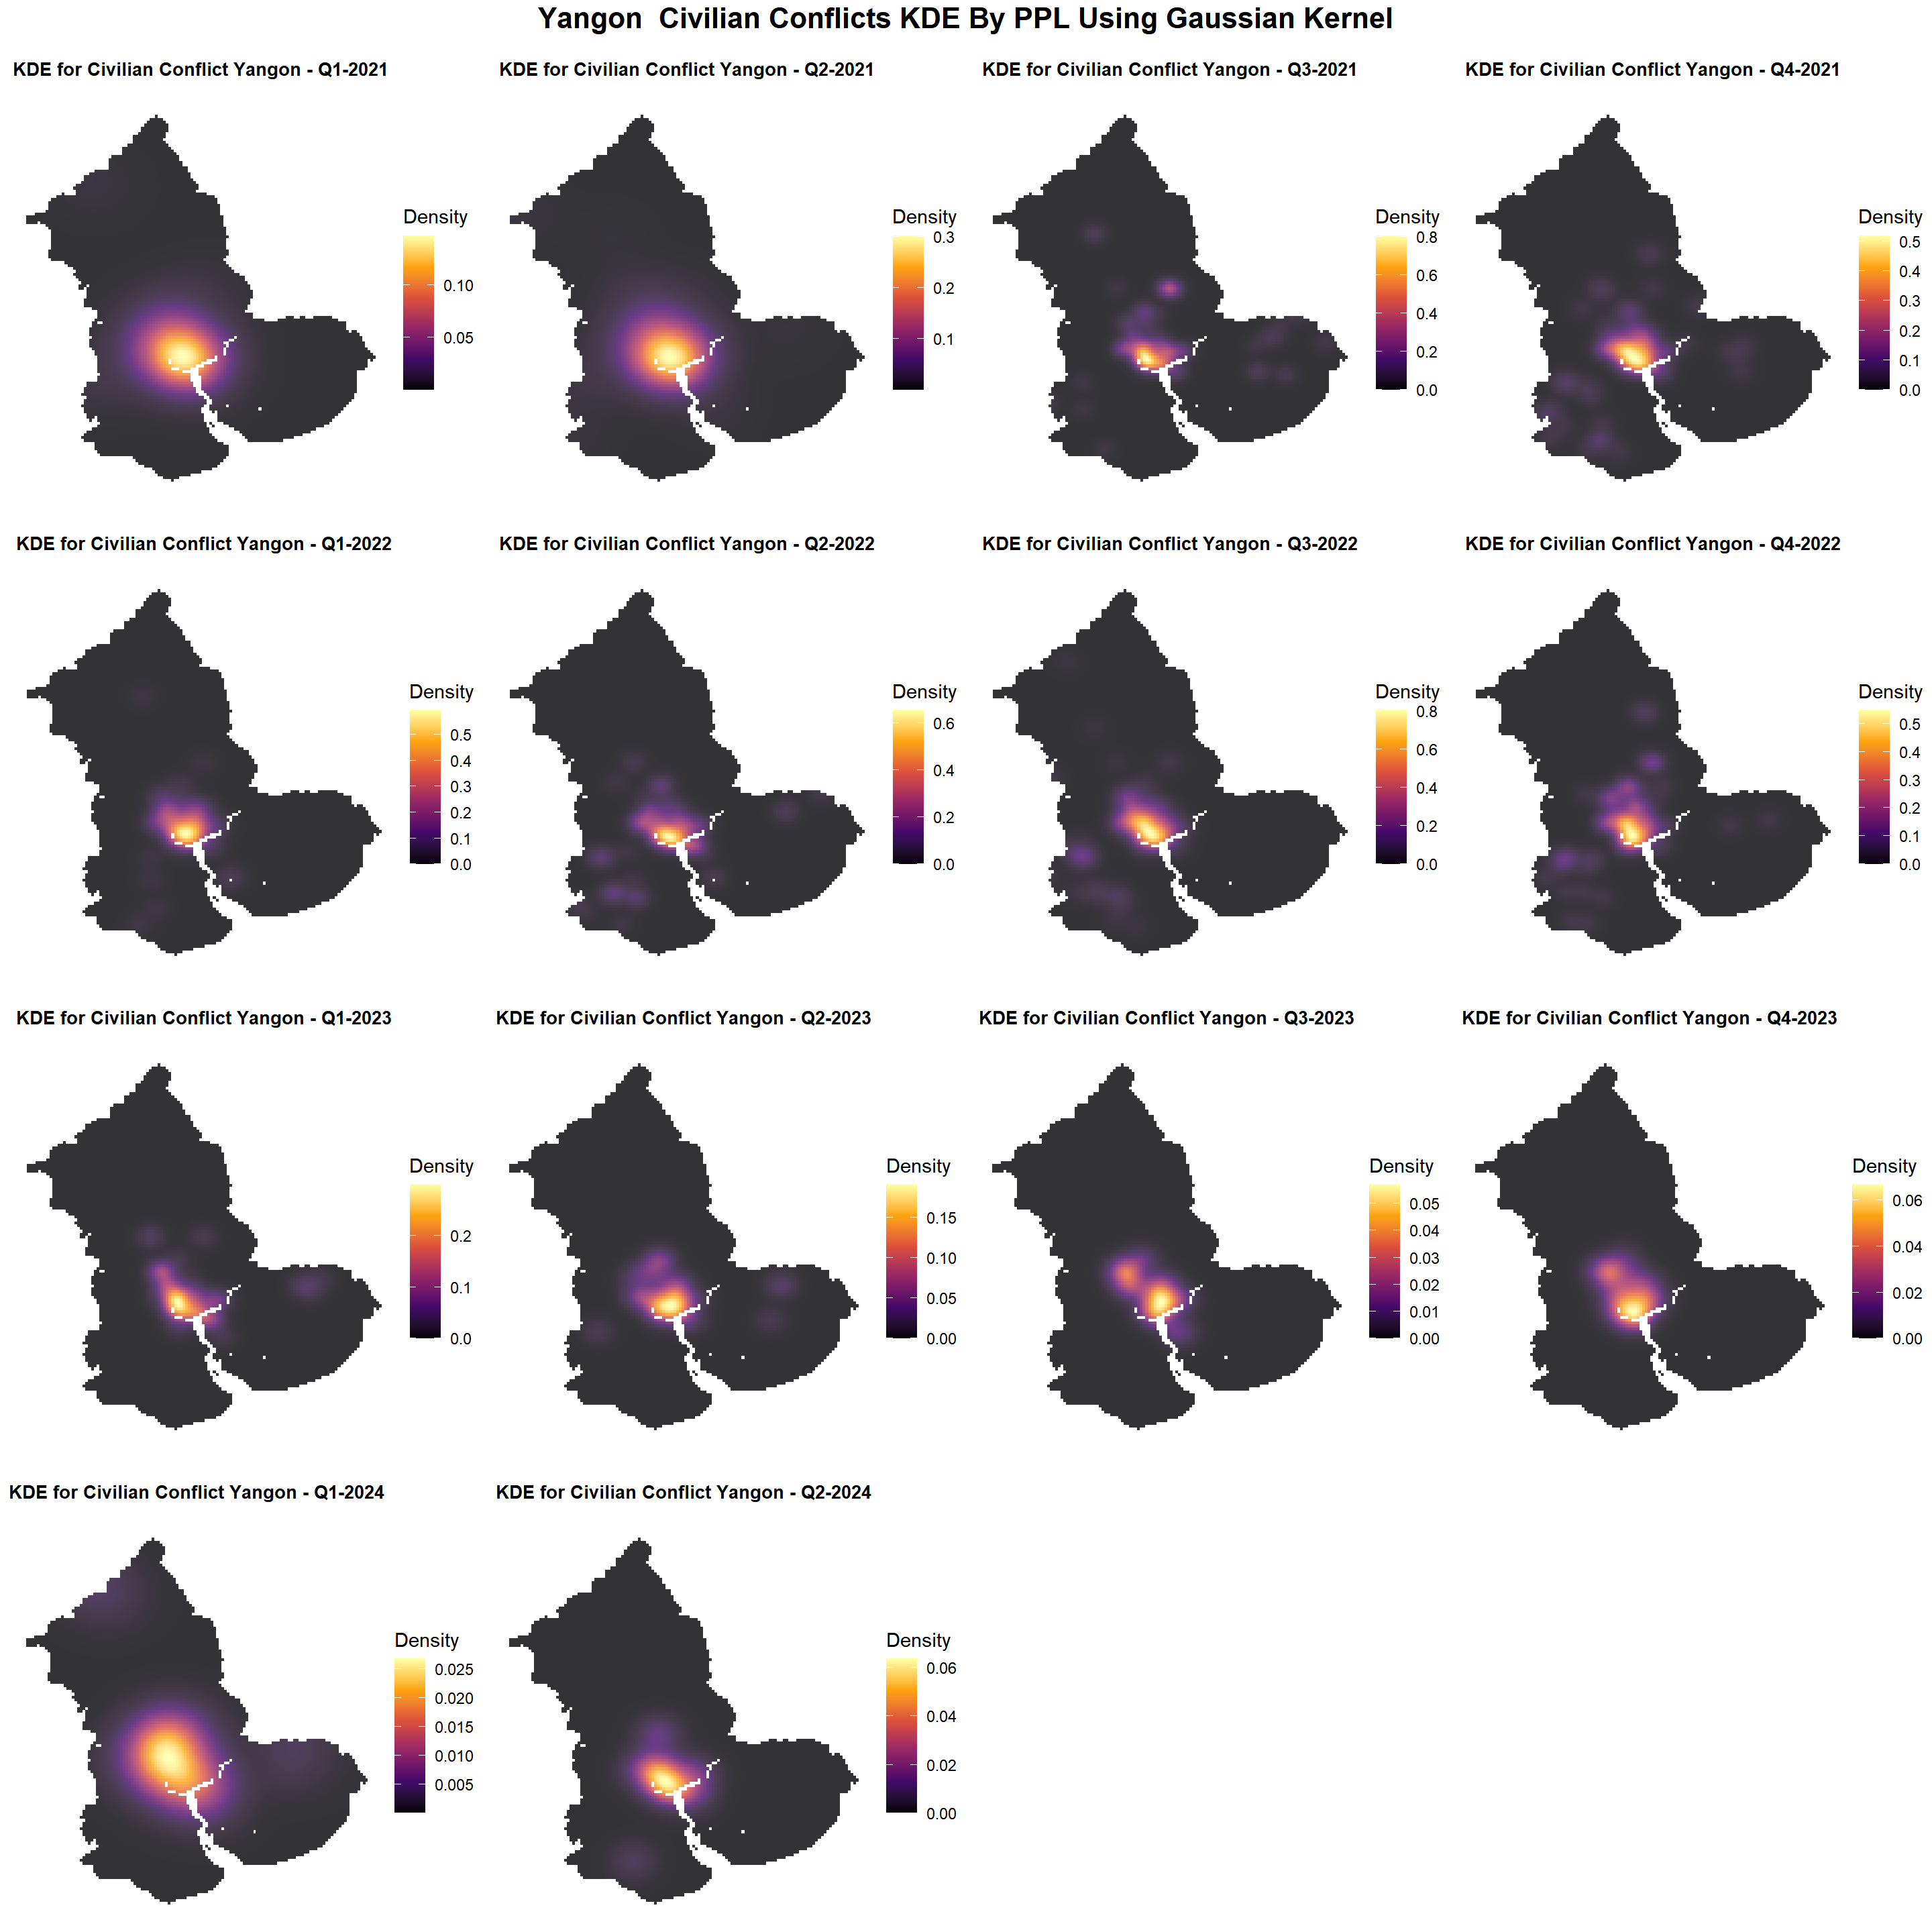 Yangon  Civilian Conflicts KDE By PPL Using Gaussian Kernel
KDE for Civilian Conflict Yangon - Q1-2021
Density
0.10
0.05
KDE for Civilian Conflict Yangon - Q2-2021
Density
0.3
0.2
0.1
KDE for Civilian Conflict Yangon - Q3-2021
Density
0.8
0.6
0.4
0.2
0.0
KDE for Civilian Conflict Yangon - Q4-2021
Density
0.5
0.4
0.3
0.2
0.1
0.0
KDE for Civilian Conflict Yangon - Q1-2022
Density
0.5
0.4
0.3
0.2
0.1
0.0
KDE for Civilian Conflict Yangon - Q2-2022
Density
0.6
0.4
0.2
0.0
KDE for Civilian Conflict Yangon - Q3-2022
Density
0.8
0.6
0.4
0.2
0.0
KDE for Civilian Conflict Yangon - Q4-2022
Density
0.5
0.4
0.3
0.2
0.1
0.0
KDE for Civilian Conflict Yangon - Q1-2023
Density
0.2
0.1
0.0
KDE for Civilian Conflict Yangon - Q2-2023
Density
0.15
0.10
0.05
0.00
KDE for Civilian Conflict Yangon - Q3-2023
Density
0.05
0.04
0.03
0.02
0.01
0.00
KDE for Civilian Conflict Yangon - Q4-2023
Density
0.06
0.04
0.02
0.00
KDE for Civilian Conflict Yangon - Q1-2024
Density
0.025
0.020
0.015
0.010
0.005
KDE for Civilian Conflict Yangon - Q2-2024
Density
0.06
0.04
0.02
0.00